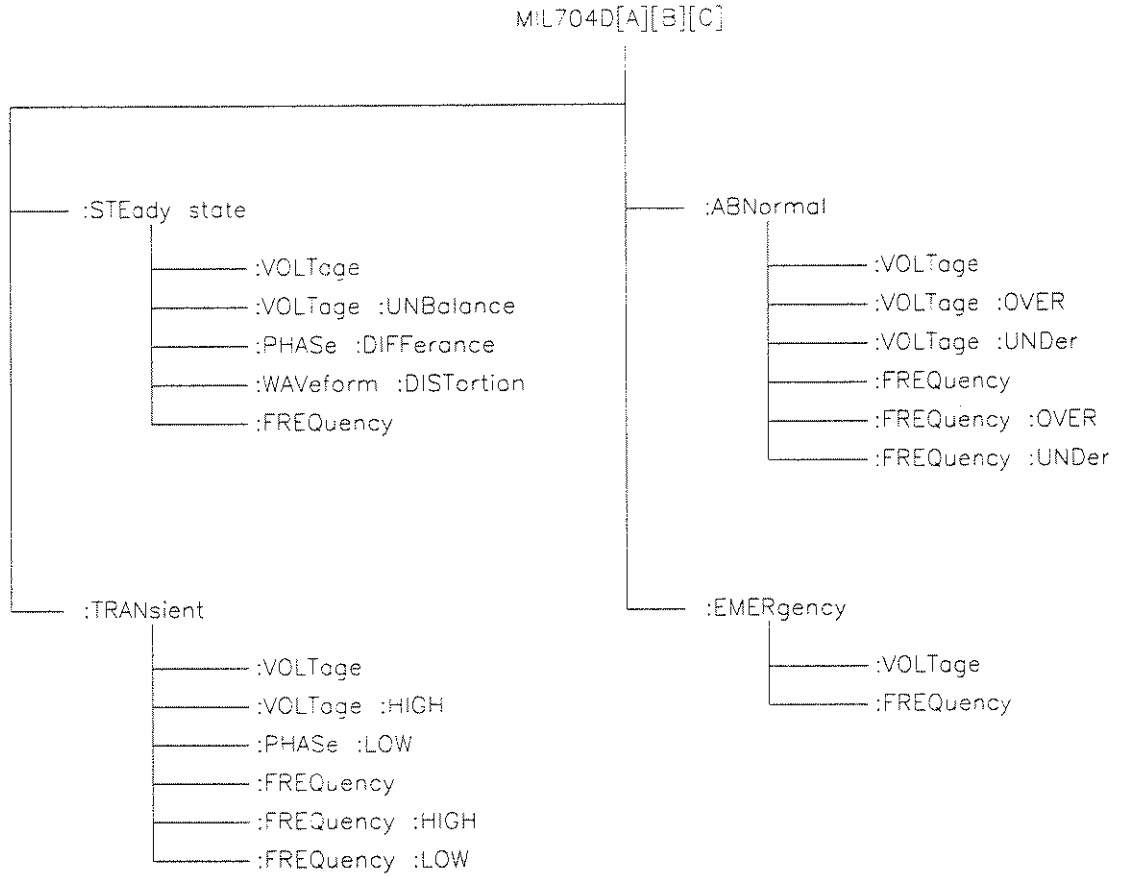 MIL704D[A][B][C]
:STEady state
:VOLTage
:VOLTage :UNBalance
:PHASe :DIFFerance
:WAVeform :DISTortion
:FREQuency
:ABNormal
:VOLTage
:VOLTage :OVER
:VOLTage :UNDer
:FREQuency
:FREQuency :OVER
:FREQuency :UNDer
:TRANsient
:VOLTage
:VOLTage :HIGH
:PHASe :LOW
:FREQuency
:FREQuency :HIGH
:FREQuency :LOW
:EMERgency
:VOLTage
:FREQuency